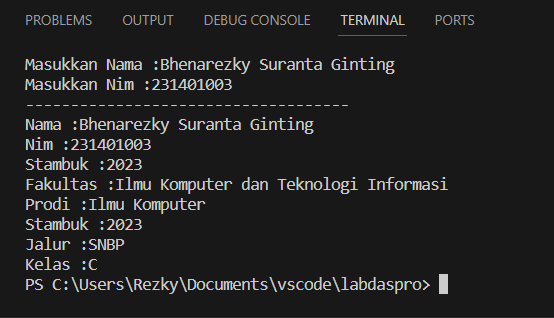 PROBLEMS OUTPUT DEBUG CONSOLE TERMINAL PORTS
Masukkan Nama :Bhenarezky Suranta Ginting
Masukkan Nim :231401003
------------------------------------
Nama :Bhenarezky Suranta Ginting
Nim :231401003
Stambuk :2023
Fakultas :Ilmu Komputer dan Teknologi Informasi
Prodi :Ilmu Komputer
Stambuk :2023
Jalur :SNBP
Kelas :C
PS C:\Users\Rezky\Documents\vscode\labdaspro>